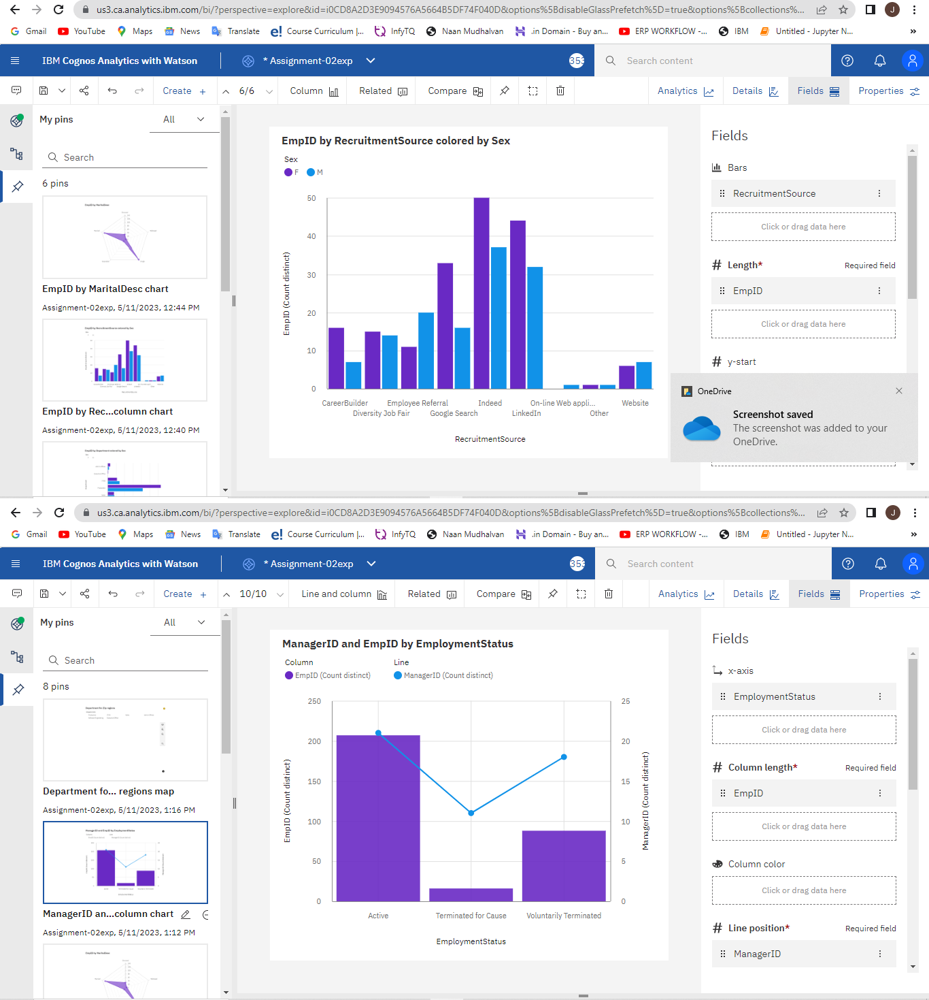 us3.ca.analytics.ibm.com/bi/?perspective=explore&id=i0CD8A2D3E9094576A5664B5DF74F040D&options%5BdisableGlassPrefetch%5D=true&options%5Bcollections%...
J
Gmail YouTube Maps News Translate Course Curriculum |... InfyTQ Naan Mudhalvan .in Domain - Buy an... ERP WORKFLOW -... IBM Untitled - Jupyter N... »
IBM Cognos Analytics with Watson * Assignment-02exp 353 Search content
Create + 6/6 Column Related Compare Analytics Details Fields Properties
My pins All
Search
6 pins
EmpID by MaritalDesc chart
Assignment-02exp, 5/11/2023, 12:44 PM
EmpID by Rec...column chart
Assignment-02exp, 5/11/2023, 12:40 PM
EmpID by RecruitmentSource colored by Sex
Sex
F M
50
40
30
20
10
0
EmpID (Count distinct)
CareerBuilder Employee Referral Indeed On-line Web appli... Website
Diversity Job Fair Google Search LinkedIn Other
RecruitmentSource
Fields
Bars
RecruitmentSource
Click or drag data here
# Length* Required field
EmpID
Click or drag data here
# y-start
OneDrive
Screenshot saved
The screenshot was added to your
OneDrive.
us3.ca.analytics.ibm.com/bi/?perspective=explore&id=i0CD8A2D3E9094576A5664B5DF74F040D&options%5BdisableGlassPrefetch%5D=true&options%5Bcollections%...
J
Gmail YouTube Maps News Translate Course Curriculum |... InfyTQ Naan Mudhalvan .in Domain - Buy an... ERP WORKFLOW -... IBM Untitled - Jupyter N... »
IBM Cognos Analytics with Watson * Assignment-02exp 353 Search content
Create + 10/10 Line and column Related Compare Analytics Details Fields Properties
My pins All
Search
8 pins
Department for Zip regions
Department fo... regions map
Assignment-02exp, 5/11/2023, 1:16 PM
ManagerID and EmpID by EmploymentStatus
ManagerID an...column chart
Assignment-02exp, 5/11/2023, 1:12 PM
ManagerID and EmpID by EmploymentStatus
Column Line
EmpID (Count distinct) ManagerID (Count distinct)
250 25
200 20
150 15
100 10
50 5
0 0
EmpID (Count distinct)
ManagerID (Count distinct)
Active Terminated for Cause Voluntarily Terminated
EmploymentStatus
Fields
x-axis
EmploymentStatus
Click or drag data here
# Column length* Required field
EmpID
Click or drag data here
Column color
Click or drag data here
# Line position* Required field
ManagerID